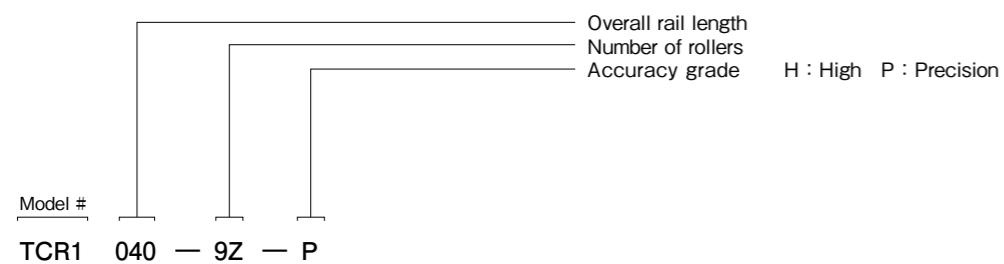 Overall rail length
Number of rollers
Accuracy grade H : High P : Precision
Model #
TCR1 040 — 9Z — P